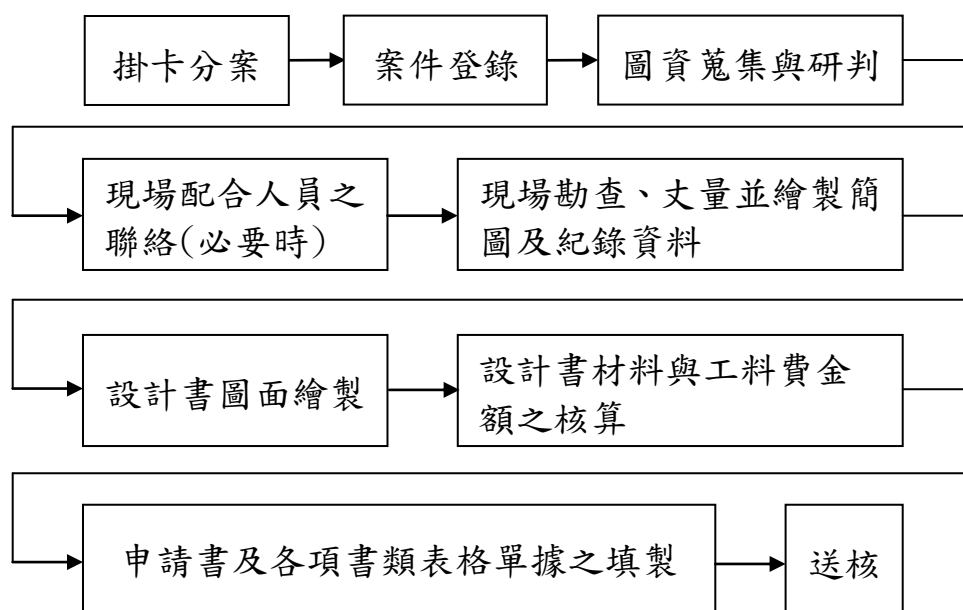 掛卡分案
案件登錄
圖資蒐集與研判
現場配合人員之
聯絡(必要時)
現場勘查、丈量並繪製簡
圖及紀錄資料
設計書圖面繪製
設計書材料與工料費金
額之核算
申請書及各項書類表格單據之填製
送核